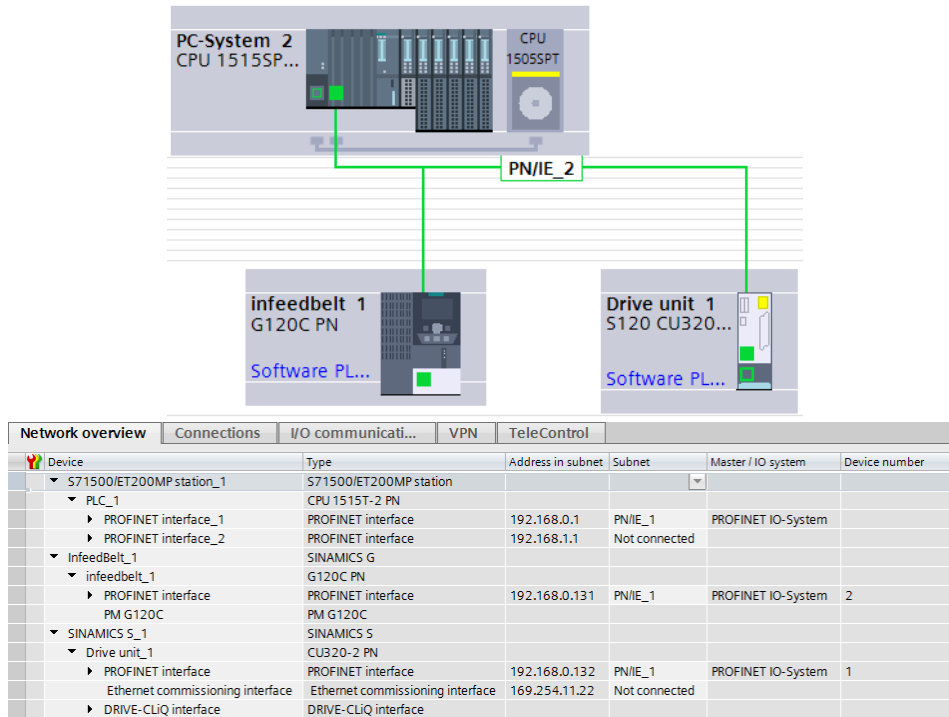 PC-System 2
CPU 1515SP...
CPU
1505SPT
PN/IE_2
infeedbelt 1
G120C PN
Software PL...
Drive unit 1
S120 CU320...
Software PL...
Network overview Connections I/O communicati... VPN TeleControl
Device Type Address in subnet Subnet Master / IO system Device number
S71500/ET200MP station_1 S71500/ET200MP station
PLC_1 CPU 1515T-2 PN
PROFINET interface_1 PROFINET interface 192.168.0.1 PN/IE_1 PROFINET IO-System
PROFINET interface_2 PROFINET interface 192.168.1.1 Not connected
InfeedBelt_1 SINAMICS G
infeedbelt_1 G120C PN
PROFINET interface PROFINET interface 192.168.0.131 PN/IE_1 PROFINET IO-System 2
PM G120C PM G120C
SINAMICS S_1 SINAMICS S
Drive unit_1 CU320-2 PN
PROFINET interface PROFINET interface 192.168.0.132 PN/IE_1 PROFINET IO-System 1
Ethernet commissioning interface Ethernet commissioning interface 169.254.11.22 Not connected
DRIVE-CLiQ interface DRIVE-CLiQ interface